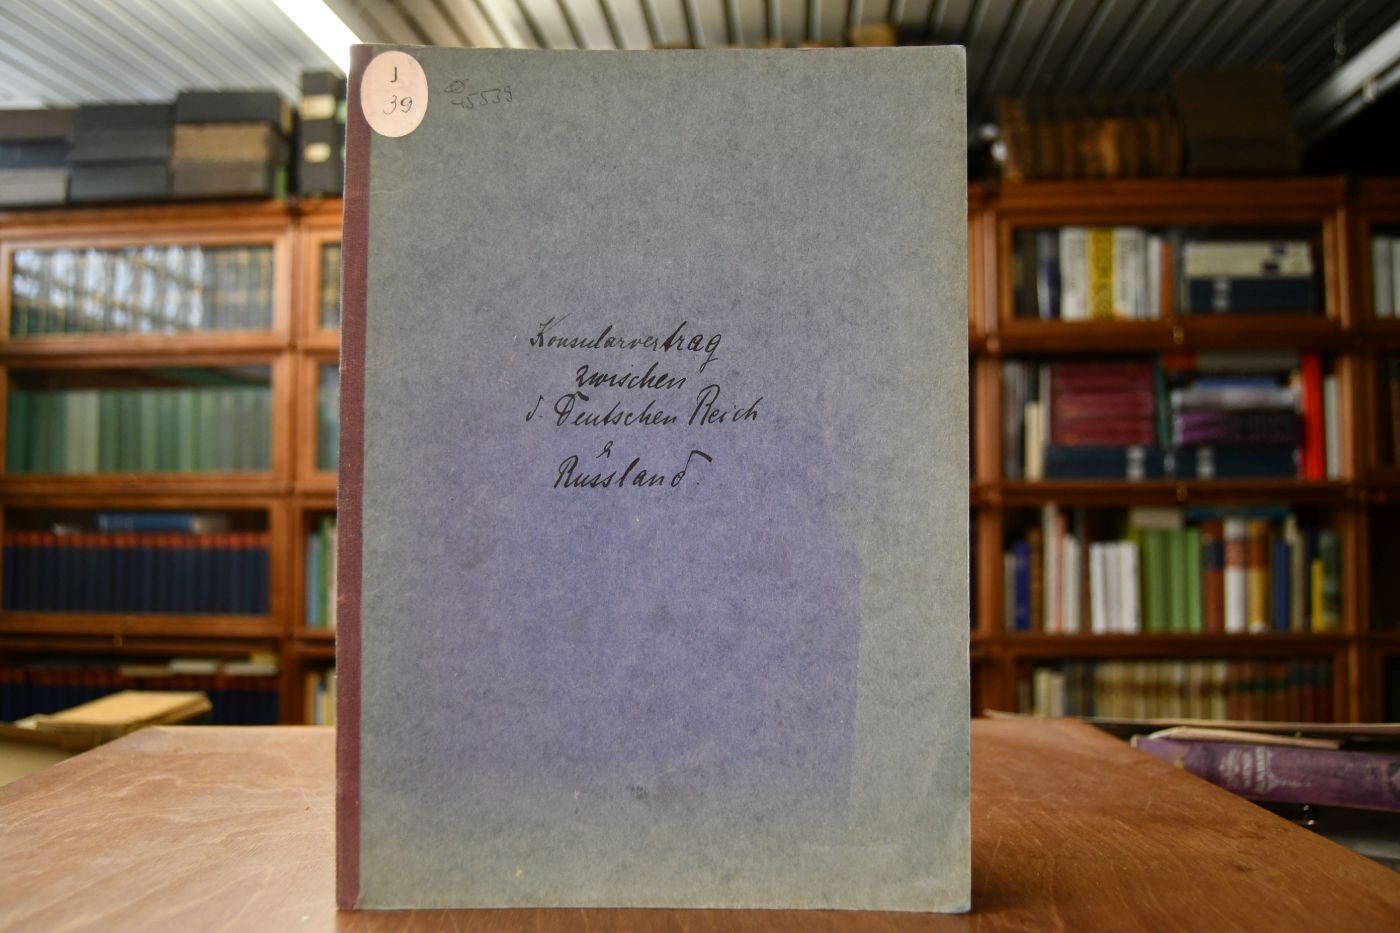 J
39
45539
Konsularvertrag
zwischen
d. Deutschen Reich
&
Russland.